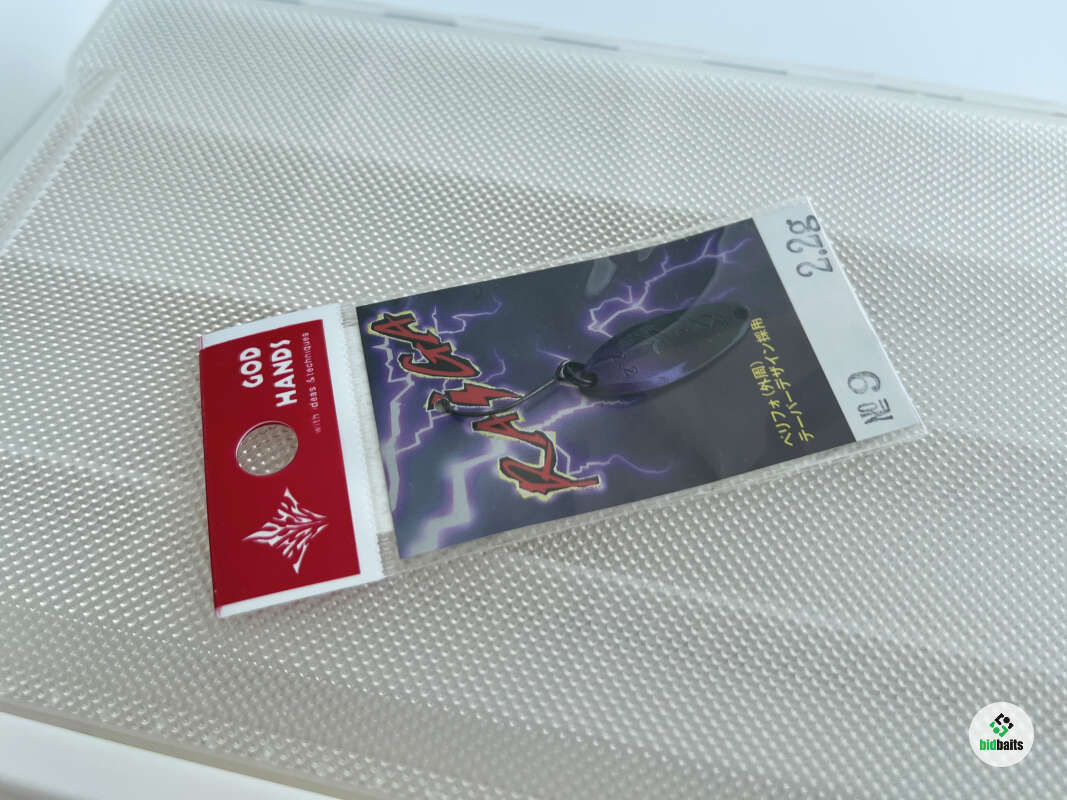 GOD
HANDS
with ideas & techniques
RAIGA
ペリフォ(外周)
テーパーデザイン採用
2.2g
№9
bidbaits